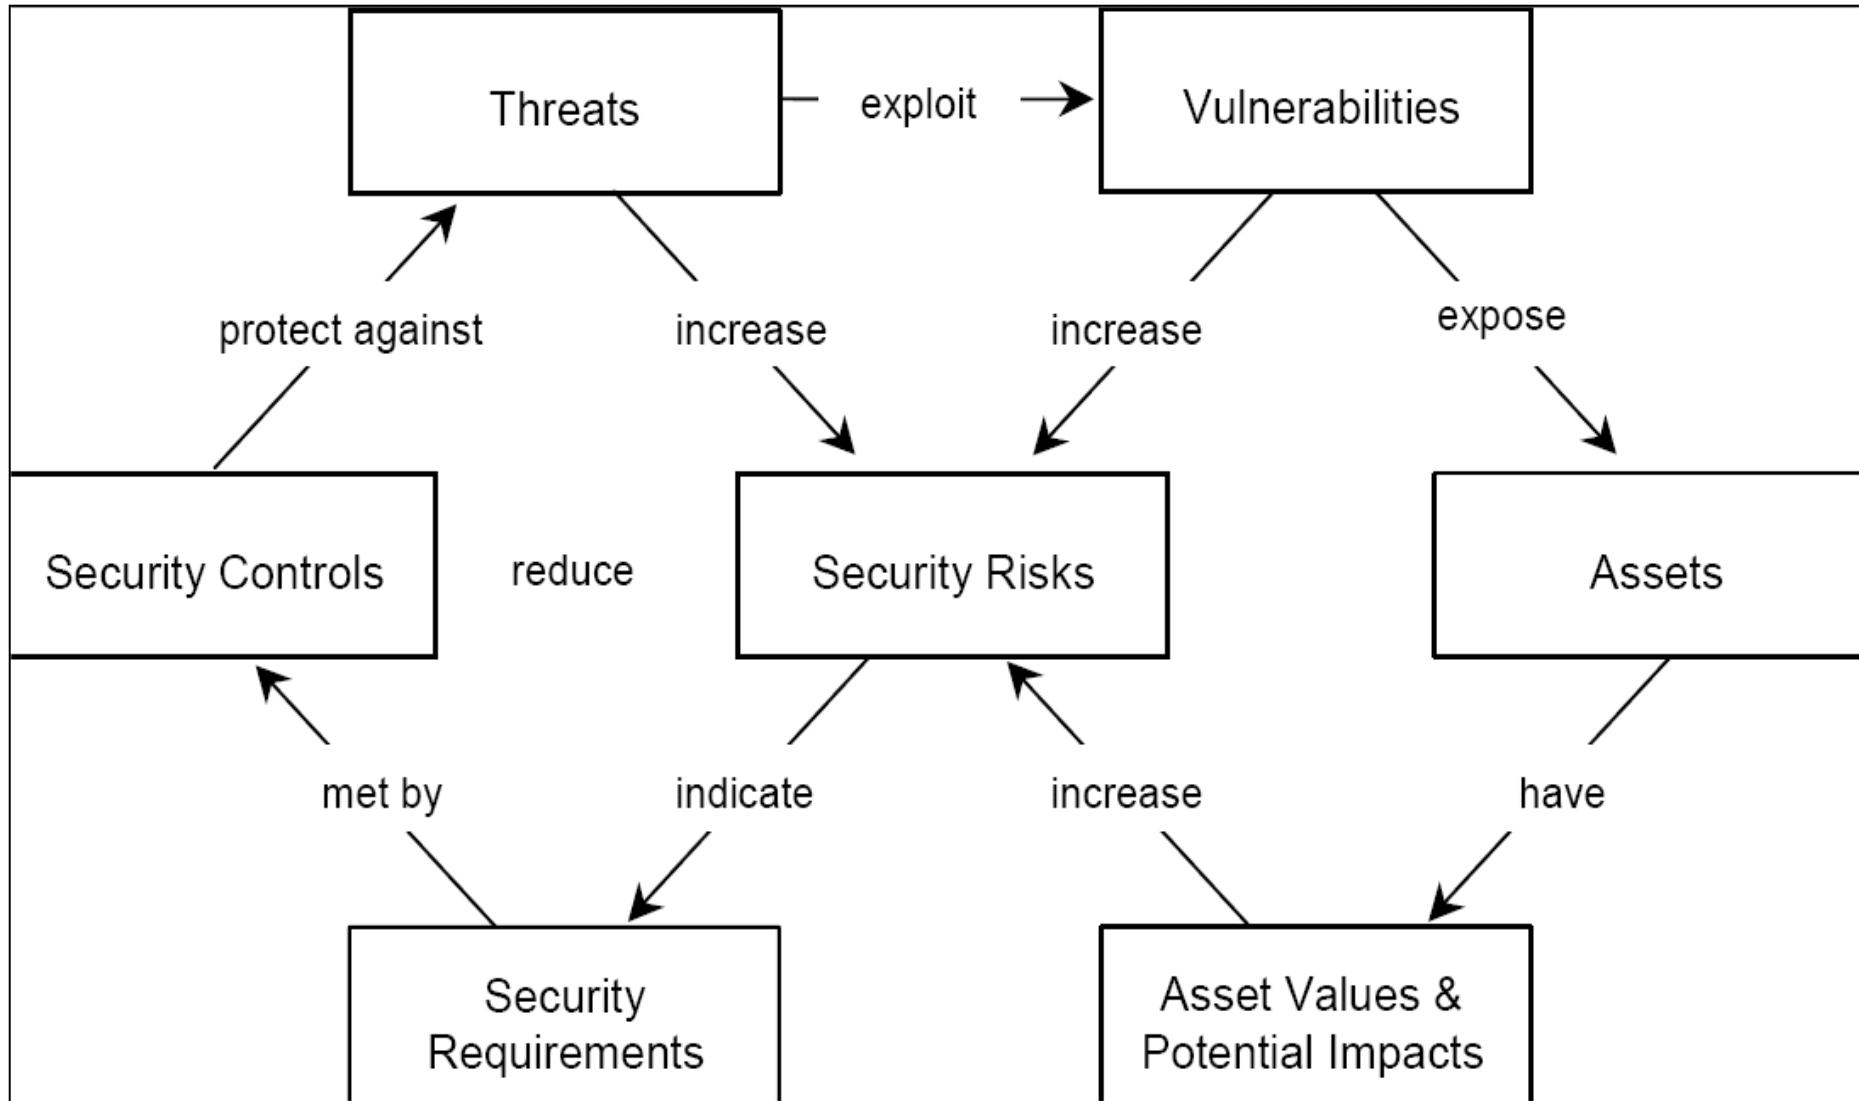 Threats
exploit
Vulnerabilities
protect against
increase
increase
expose
Security Controls
reduce
Security Risks
Assets
met by
indicate
increase
have
Security
Requirements
Asset Values &
Potential Impacts